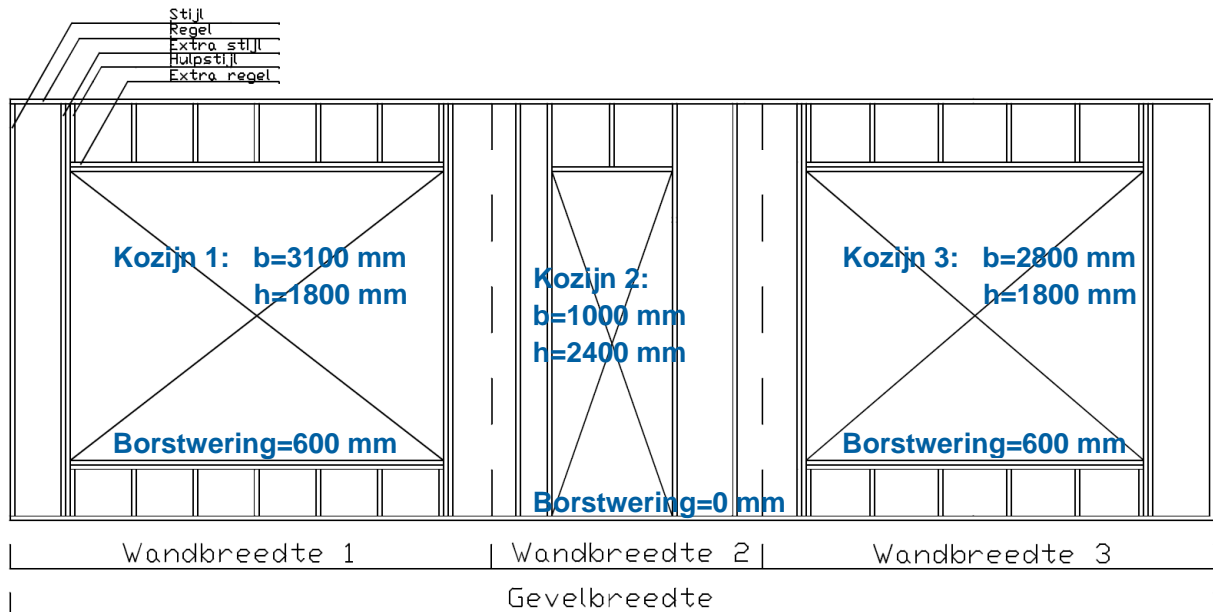 Stijl
Regel
Extra stijl
Hulpstijl
Extra regel
Kozijn 1: b=3100 mm
h=1800 mm
Borstwering=600 mm
Kozijn 2:
b=1000 mm
h=2400 mm
Borstwering=0 mm
Kozijn 3: b=2800 mm
h=1800 mm
Borstwering=600 mm
Wandbreedte 1
Wandbreedte 2
Wandbreedte 3
Gevelbreedte